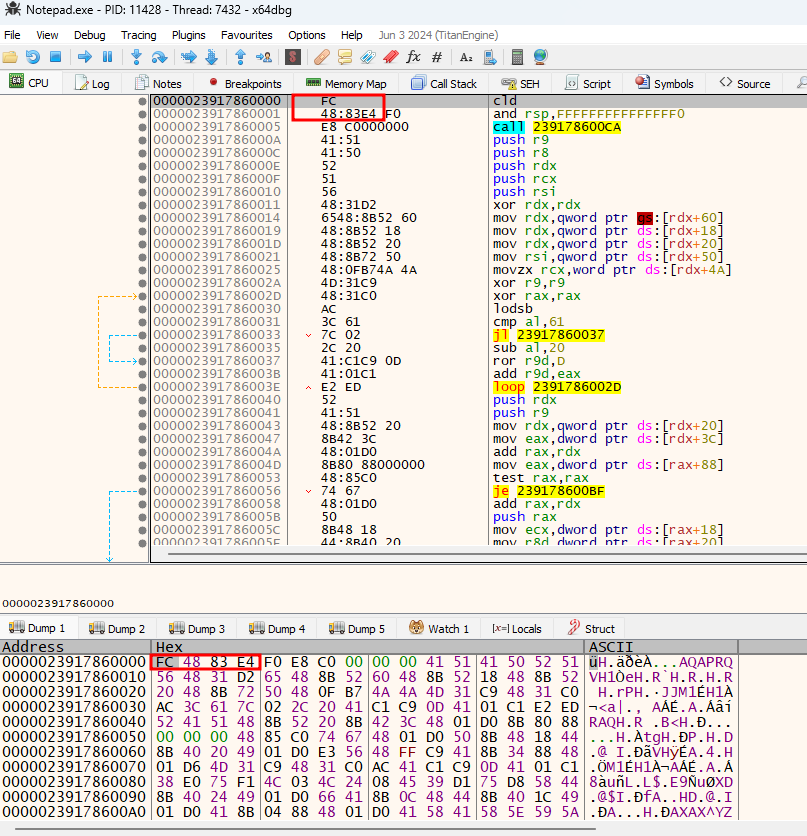 Notepad.exe - PID: 11428 - Thread: 7432 - x64dbg
File View Debug Tracing Plugins Favourites Options Help Jun 3 2024 (TitanEngine)
CPU Log Notes Breakpoints Memory Map Call Stack SEH Script Symbols Source
0000023917860000 FC cld
0000023917860001 48:83E4 F0 and rsp,FFFFFFFFFFFFFFF0
0000023917860005 E8 C0000000 call 239178600CA
000002391786000A 41:51 push r9
000002391786000C 41:50 push r8
000002391786000E 52 push rdx
000002391786000F 51 push rcx
0000023917860010 56 push rsi
0000023917860011 48:31D2 xor rdx,rdx
0000023917860014 6548:8B52 60 mov rdx,qword ptr gs:[rdx+60]
0000023917860019 48:8B52 18 mov rdx,qword ptr ds:[rdx+18]
000002391786001D 48:8B52 20 mov rdx,qword ptr ds:[rdx+20]
0000023917860021 48:8B72 50 mov rsi,qword ptr ds:[rdx+50]
0000023917860025 48:0FB74A 4A movzx rcx,word ptr ds:[rdx+4A]
000002391786002A 4D:31C9 xor r9,r9
000002391786002D 48:31C0 xor rax,rax
0000023917860030 AC lodsb
0000023917860031 3C 61 cmp al,61
0000023917860033 7C 02 jl 23917860037
0000023917860035 2C 20 sub al,20
0000023917860037 41:C1C9 0D ror r9d,D
000002391786003B 41:01C1 add r9d,eax
000002391786003E E2 ED loop 2391786002D
0000023917860040 52 push rdx
0000023917860041 41:51 push r9
0000023917860043 48:8B52 20 mov rdx,qword ptr ds:[rdx+20]
0000023917860047 8B42 3C mov eax,dword ptr ds:[rdx+3C]
000002391786004A 48:01D0 add rax,rdx
000002391786004D 8B80 88000000 mov eax,dword ptr ds:[rax+88]
0000023917860053 48:85C0 test rax,rax
0000023917860056 74 67 je 239178600BF
0000023917860058 48:01D0 add rax,rdx
000002391786005B 50 push rax
000002391786005C 8B48 18 mov ecx,dword ptr ds:[rax+18]
000002391786005F 44:8B40 20 mov r8d,dword ptr ds:[rax+20]
0000023917860000
Dump 1 Dump 2 Dump 3 Dump 4 Dump 5 Watch 1 [x=] Locals Struct
Address Hex ASCII
0000023917860000 FC 48 83 E4 F0 E8 C0 00 00 00 41 51 41 50 52 51 üH.äðèÀ...AQAPRQ
0000023917860010 56 48 31 D2 65 48 8B 52 60 48 8B 52 18 48 8B 52 VH1ÒeH.R`H.R.H.R
0000023917860020 20 48 8B 72 50 48 0F B7 4A 4A 4D 31 C9 48 31 C0 H.rPH.·JJM1ÉH1À
0000023917860030 AC 3C 61 7C 02 2C 20 41 C1 C9 0D 41 01 C1 E2 ED ¬<a|., AÁÉ.A.Áâí
0000023917860040 52 41 51 48 8B 52 20 8B 42 3C 48 01 D0 8B 80 88 RAQH.R .B<H.Ð...
0000023917860050 00 00 00 48 85 C0 74 67 48 01 D0 50 8B 48 18 44 ...H.ÀtgH.ÐP.H.D
0000023917860060 8B 40 20 49 01 D0 E3 56 48 FF C9 41 8B 34 88 48 .@ I.ÐãVHÿÉA.4.H
0000023917860070 01 D6 4D 31 C9 48 31 C0 AC 41 C1 C9 0D 41 01 C1 .ÖM1ÉH1À¬AÁÉ.A.Á
0000023917860080 38 E0 75 F1 4C 03 4C 24 08 45 39 D1 75 D8 58 44 8àuñL.L$.E9ÑuØXD
0000023917860090 8B 40 24 49 01 D0 66 41 8B 0C 48 44 8B 40 1C 49 .@$I.ÐfA..HD.@.I
00000239178600A0 01 D0 41 8B 04 88 48 01 D0 41 58 41 58 5E 59 5A .ÐA...H.ÐAXAX^YZ